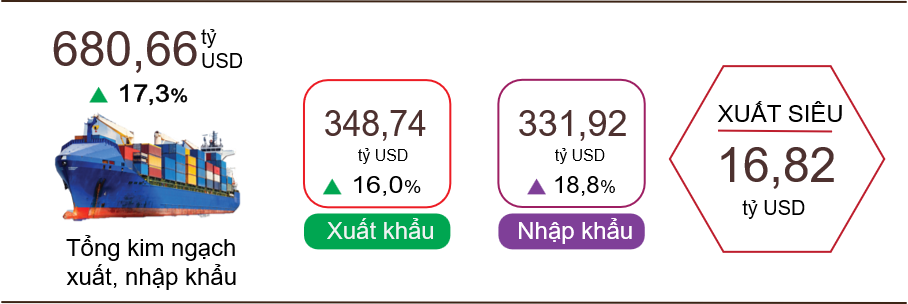 680,66 tỷ
USD
▲ 17,3%
Tổng kim ngạch
xuất, nhập khẩu
348,74
tỷ USD
▲ 16,0%
Xuất khẩu
331,92
tỷ USD
▲ 18,8%
Nhập khẩu
XUẤT SIÊU
16,82
tỷ USD